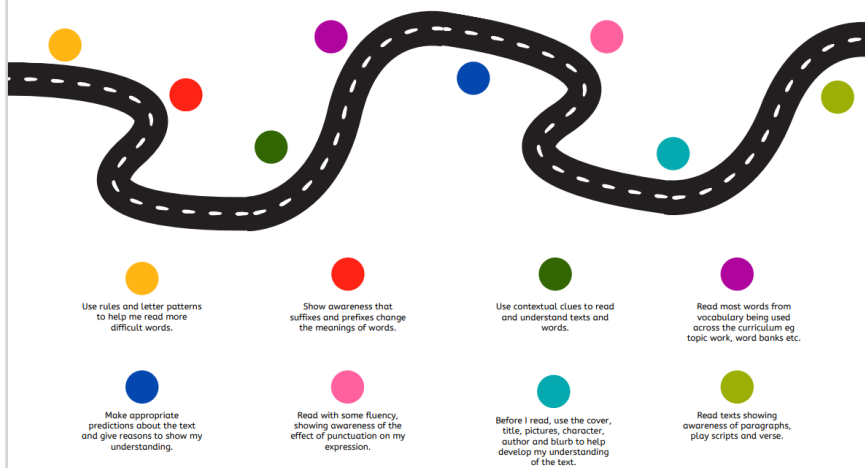 Use rules and letter patterns
to help me read more
difficult words.
Show awareness that
suffixes and prefixes change
the meanings of words.
Use contextual clues to read
and understand texts and
words.
Read most words from
vocabulary being used
across the curriculum eg
topic work, word banks etc.
Make appropriate
predictions about the text
and give reasons to show my
understanding.
Read with some fluency,
showing awareness of the
effect of punctuation on my
expression.
Before I read, use the cover,
title, pictures, character,
author and blurb to help
develop my understanding
of the text.
Read texts showing
awareness of paragraphs,
play scripts and verse.